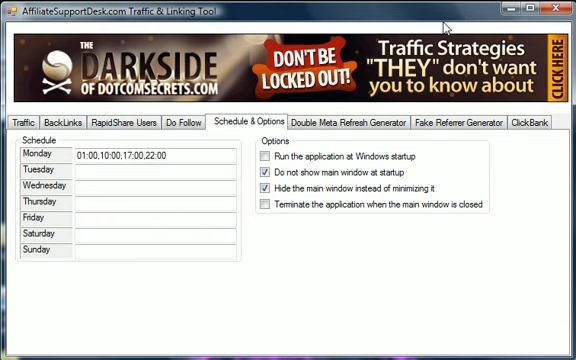 AffiliateSupportDesk.com Traffic & Linking Tool
THE
DARKSIDE
OF DOTCOMSECRETS.COM
DON'T BE
LOCKED OUT!
Traffic Strategies
"THEY" don't want
you to know about
CLICK HERE
Traffic BackLinks RapidShare Users Do Follow Schedule & Options Double Meta Refresh Generator Fake Referrer Generator ClickBank
Schedule
Monday 01:00,10:00,17:00,22:00
Tuesday
Wednesday
Thursday
Friday
Saturday
Sunday
Options
Run the application at Windows startup
Do not show main window at startup
Hide the main window instead of minimizing it
Terminate the application when the main window is closed